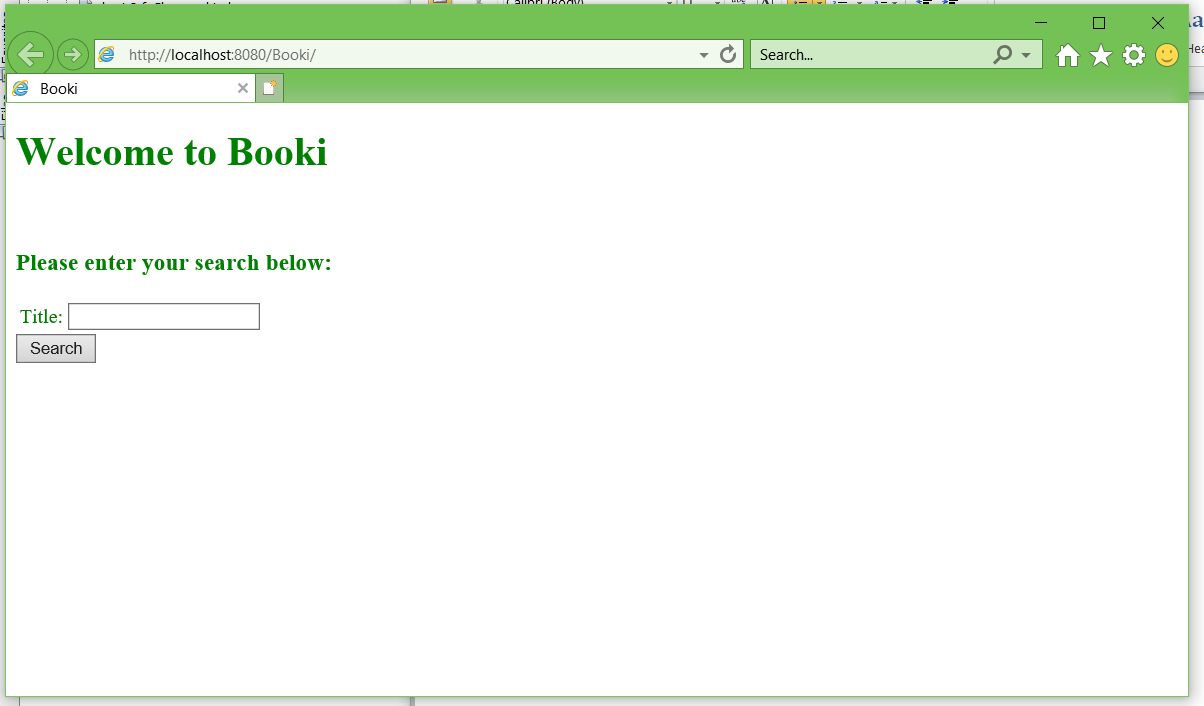 http://localhost:8080/Booki/
Search...
Booki
Welcome to Booki
Please enter your search below:
Title:
Search